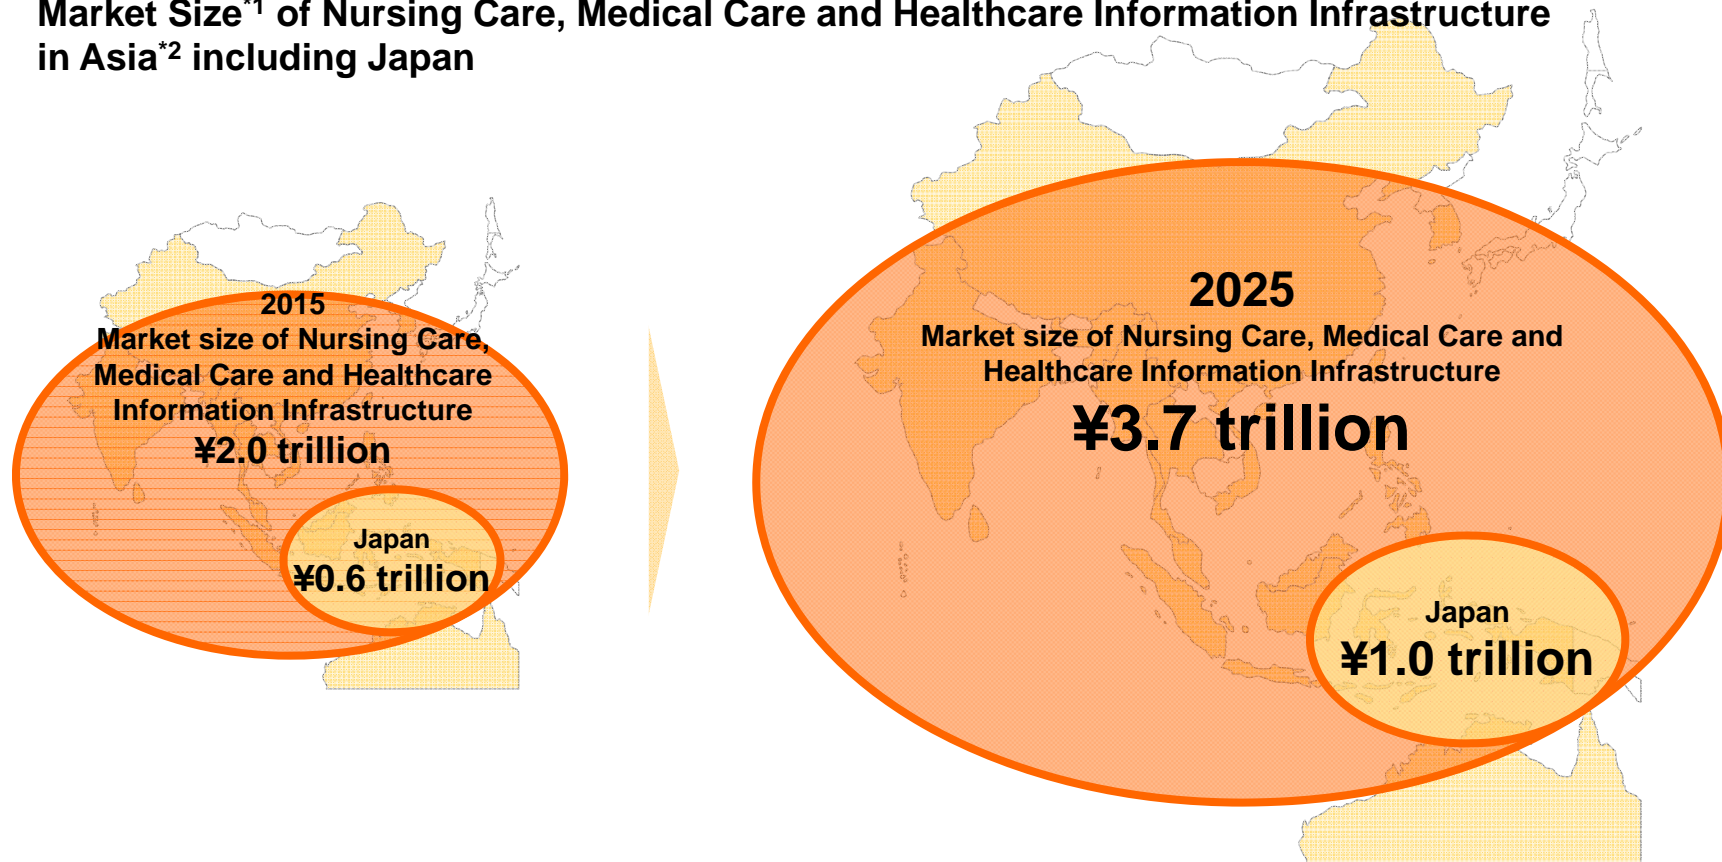 Market Size*1 of Nursing Care, Medical Care and Healthcare Information Infrastructure
in Asia*2 including Japan
2015
Market size of Nursing Care,
Medical Care and Healthcare
Information Infrastructure
¥2.0 trillion
Japan
¥0.6 trillion
2025
Market size of Nursing Care, Medical Care and
Healthcare Information Infrastructure
¥3.7 trillion
Japan
¥1.0 trillion